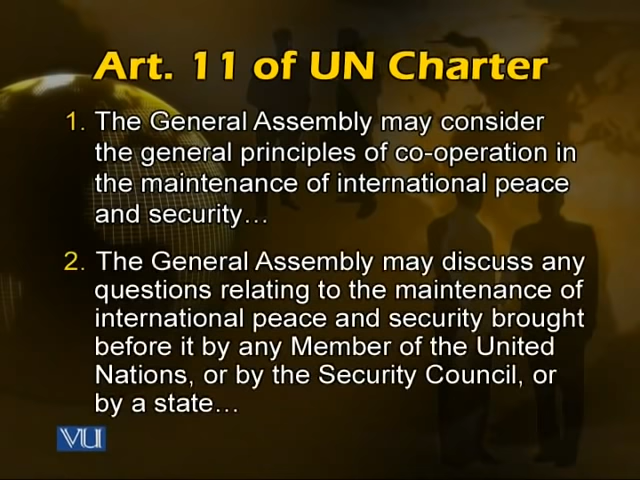 Art. 11 of UN Charter
1. The General Assembly may consider
the general principles of co-operation in
the maintenance of international peace
and security…
2. The General Assembly may discuss any
questions relating to the maintenance of
international peace and security brought
before it by any Member of the United
Nations, or by the Security Council, or
by a state…
VU